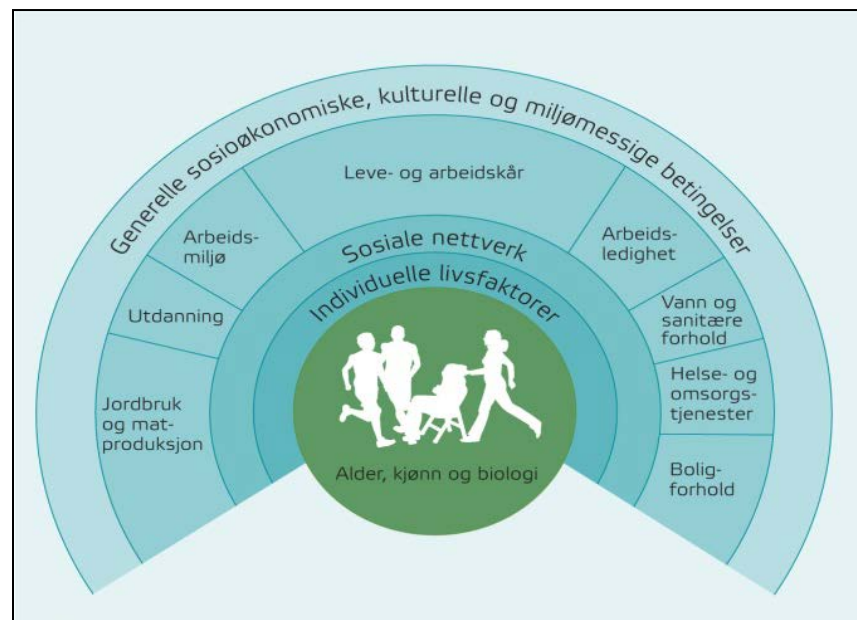 Generelle sosioøkonomiske, kulturelle og miljømessige betingelser
Leve- og arbeidskår
Arbeids-
miljø
Utdanning
Jordbruk
og mat-
produksjon
Arbeids-
ledighet
Vann og
sanitære
forhold
Helse- og
omsorgs-
tjenester
Bolig-
forhold
Sosiale nettverk
Individuelle livsfaktorer
Alder, kjønn og biologi